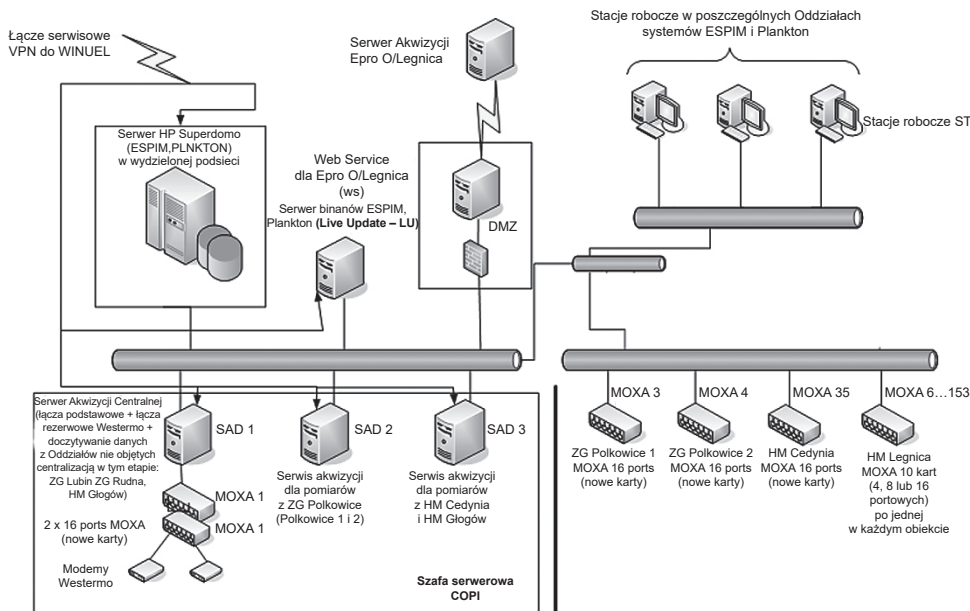 Łącze serwisowe
VPN do WINUEL
Serwer Akwizycji
Epro O/Legnica
Stacje robocze w poszczególnych Oddziałach
systemów ESPIM i Plankton
Stacje robocze ST
Serwer HP Superdomo
(ESPIM,PLNKTON)
w wydzielonej podsieci
Web Service
dla Epro O/Legnica
(ws)
Serwer binanów ESPIM,
Plankton (Live Update – LU)
DMZ
Serwer Akwizycji Centralnej
(łącza podstawowe + łącza
rezerwowe Westermo +
doczytywanie danych
z Oddziałów nie objętych
centralizacją w tym etapie:
ZG Lubin ZG Rudna,
HM Głogów)
SAD 1
SAD 2
SAD 3
Serwis akwizycji
dla pomiarów
z ZG Polkowice
(Polkowice 1 i 2)
Serwis akwizycji
dla pomiarów
z HM Cedynia
i HM Głogów
MOXA 1
MOXA 1
2 x 16 ports MOXA
(nowe karty)
Modemy
Westermo
Szafa serwerowa
COPI
MOXA 3
MOXA 4
MOXA 35
MOXA 6…153
ZG Polkowice 1
MOXA 16 ports
(nowe karty)
ZG Polkowice 2
MOXA 16 ports
(nowe karty)
HM Cedynia
MOXA 16 ports
(nowe karty)
HM Legnica
MOXA 10 kart
(4, 8 lub 16
portowych)
po jednej
w każdym obiekcie